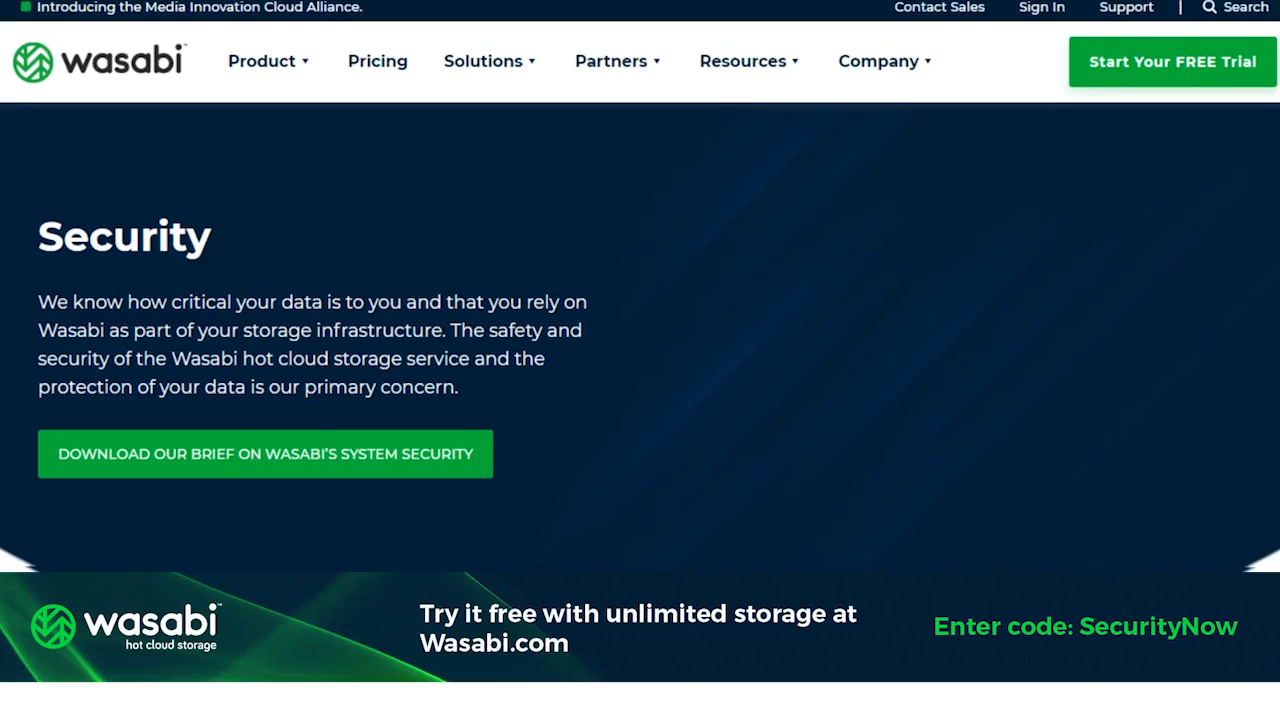 Introducing the Media Innovation Cloud Alliance.
Contact Sales Sign In Support | Search
wasabi™ Product Pricing Solutions Partners Resources Company Start Your FREE Trial
Security
We know how critical your data is to you and that you rely on
Wasabi as part of your storage infrastructure. The safety and
security of the Wasabi hot cloud storage service and the
protection of your data is our primary concern.
DOWNLOAD OUR BRIEF ON WASABI'S SYSTEM SECURITY
wasabi™
hot cloud storage
Try it free with unlimited storage at
Wasabi.com
Enter code: SecurityNow